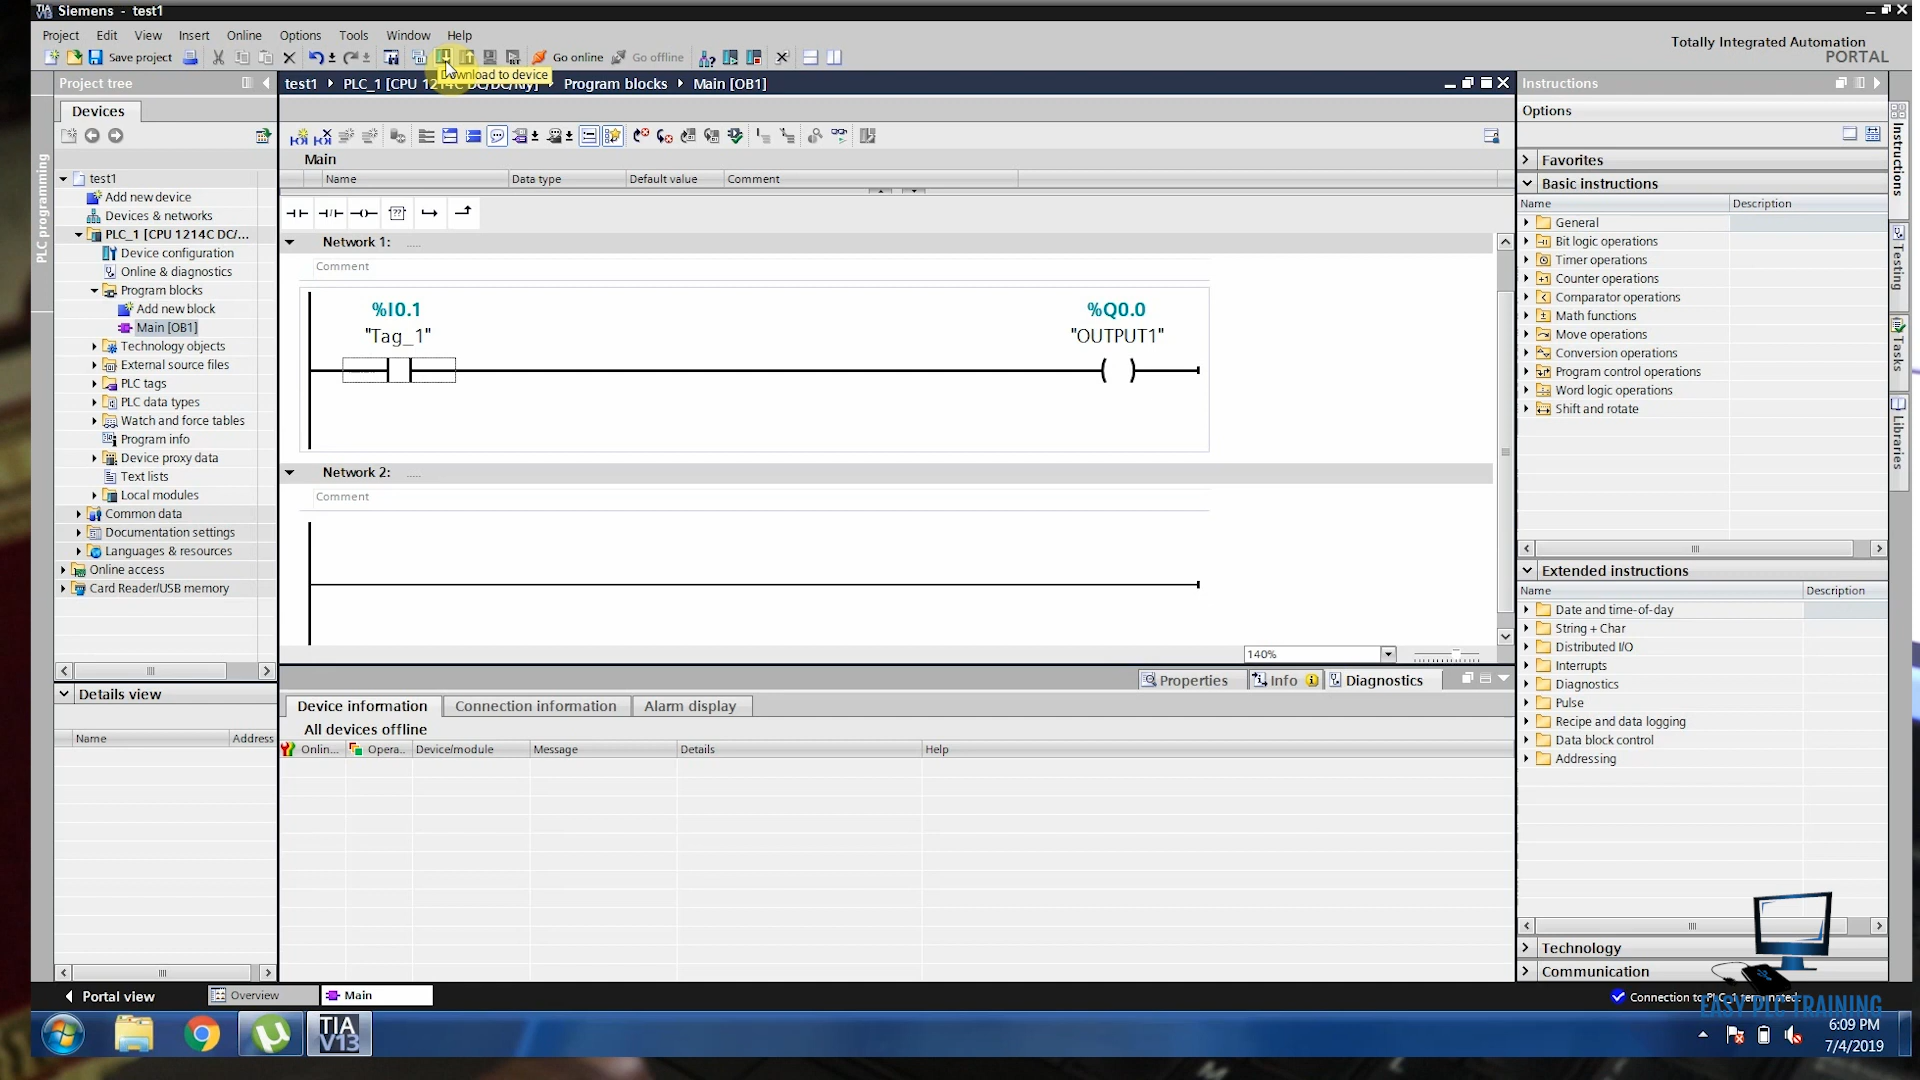 TIA V13 Siemens - test1
Project Edit View Insert Online Options Tools Window Help
Save project Go online Go offline
Totally Integrated Automation
PORTAL
Download to device
Project tree
test1 PLC_1 [CPU 1214C DC/DC/Rly] Program blocks Main [OB1]
Instructions
Devices
Options
PLC programming
Main
Name Data type Default value Comment
Favorites
Basic instructions
Name Description
test1
Add new device
Devices & networks
PLC_1 [CPU 1214C DC/...
Device configuration
Online & diagnostics
Program blocks
Add new block
Main [OB1]
Technology objects
External source files
PLC tags
PLC data types
Watch and force tables
Program info
Device proxy data
Text lists
Local modules
Common data
Documentation settings
Languages & resources
Online access
Card Reader/USB memory
Network 1: .....
Comment
%I0.1
"Tag_1"
%Q0.0
"OUTPUT1"
Network 2: .....
Comment
140%
General
Bit logic operations
Timer operations
Counter operations
Comparator operations
Math functions
Move operations
Conversion operations
Program control operations
Word logic operations
Shift and rotate
Extended instructions
Name Description
Date and time-of-day
String + Char
Distributed I/O
Interrupts
Diagnostics
Pulse
Recipe and data logging
Data block control
Addressing
Technology
Communication
Instructions
Testing
Tasks
Libraries
Details view
Name Address
Properties Info Diagnostics
Device information Connection information Alarm display
All devices offline
Onlin... Opera... Device/module Message Details Help
Portal view Overview Main
Connection to PLC_1 terminated.
EASY PLC TRAINING
TIA
V13
6:09 PM
7/4/2019